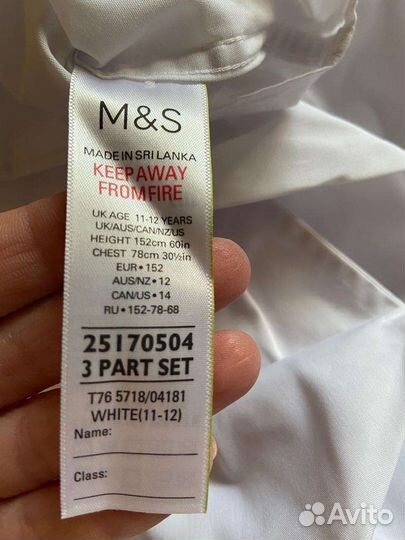 M&S
MADE IN SRI LANKA
KEEP AWAY
FROM FIRE
UK AGE 11-12 YEARS
UK/AUS/CAN/NZ/US
HEIGHT 152cm 60in
CHEST 78cm 30½in
EUR • 152
AUS/NZ • 12
CAN/US • 14
RU • 152-78-68
25170504
3 PART SET
T76 5718/04181
WHITE(11-12)
Name:
Class:
Avito